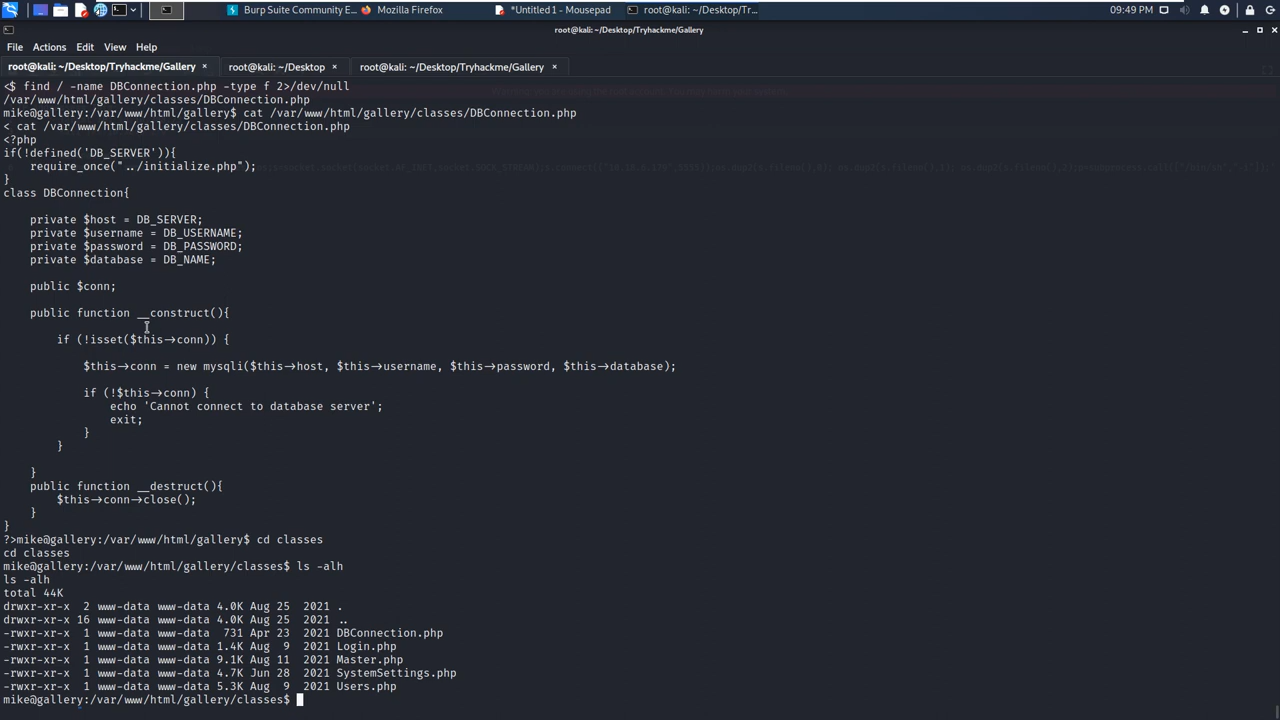 Burp Suite Community E...
Mozilla Firefox
*Untitled 1 - Mousepad
root@kali: ~/Desktop/Tr...
09:49 PM
root@kali: ~/Desktop/Tryhackme/Gallery
File Actions Edit View Help
root@kali: ~/Desktop/Tryhackme/Gallery × root@kali: ~/Desktop × root@kali: ~/Desktop/Tryhackme/Gallery ×
<$ find / -name DBConnection.php -type f 2>/dev/null
/var/www/html/gallery/classes/DBConnection.php
mike@gallery:/var/www/html/gallery$ cat /var/www/html/gallery/classes/DBConnection.php
< cat /var/www/html/gallery/classes/DBConnection.php
<?php
if(!defined('DB_SERVER')){
    require_once("../initialize.php");
}
class DBConnection{
    private $host = DB_SERVER;
    private $username = DB_USERNAME;
    private $password = DB_PASSWORD;
    private $database = DB_NAME;
    public $conn;
    public function __construct(){
        if (!isset($this->conn)) {
            $this->conn = new mysqli($this->host, $this->username, $this->password, $this->database);
            if (!$this->conn) {
                echo 'Cannot connect to database server';
                exit;
            }
        }
    }
    public function __destruct(){
        $this->conn->close();
    }
}
?>mike@gallery:/var/www/html/gallery$ cd classes
cd classes
mike@gallery:/var/www/html/gallery/classes$ ls -alh
ls -alh
total 44K
drwxr-xr-x  2 www-data www-data 4.0K Aug 25  2021 .
drwxr-xr-x 16 www-data www-data 4.0K Aug 25  2021 ..
-rwxr-xr-x  1 www-data www-data  731 Apr 23  2021 DBConnection.php
-rwxr-xr-x  1 www-data www-data 1.4K Aug  9  2021 Login.php
-rwxr-xr-x  1 www-data www-data 9.1K Aug 11  2021 Master.php
-rwxr-xr-x  1 www-data www-data 4.7K Jun 28  2021 SystemSettings.php
-rwxr-xr-x  1 www-data www-data 5.3K Aug  9  2021 Users.php
mike@gallery:/var/www/html/gallery/classes$